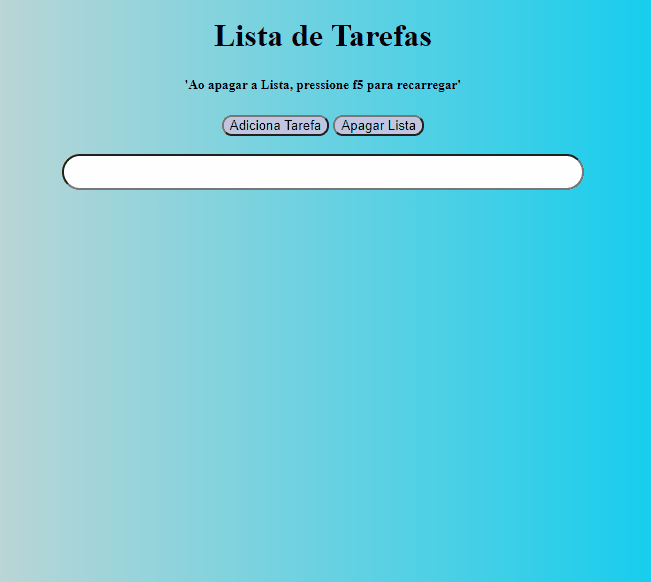 Lista de Tarefas
'Ao apagar a Lista, pressione f5 para recarregar'
Adiciona Tarefa Apagar Lista